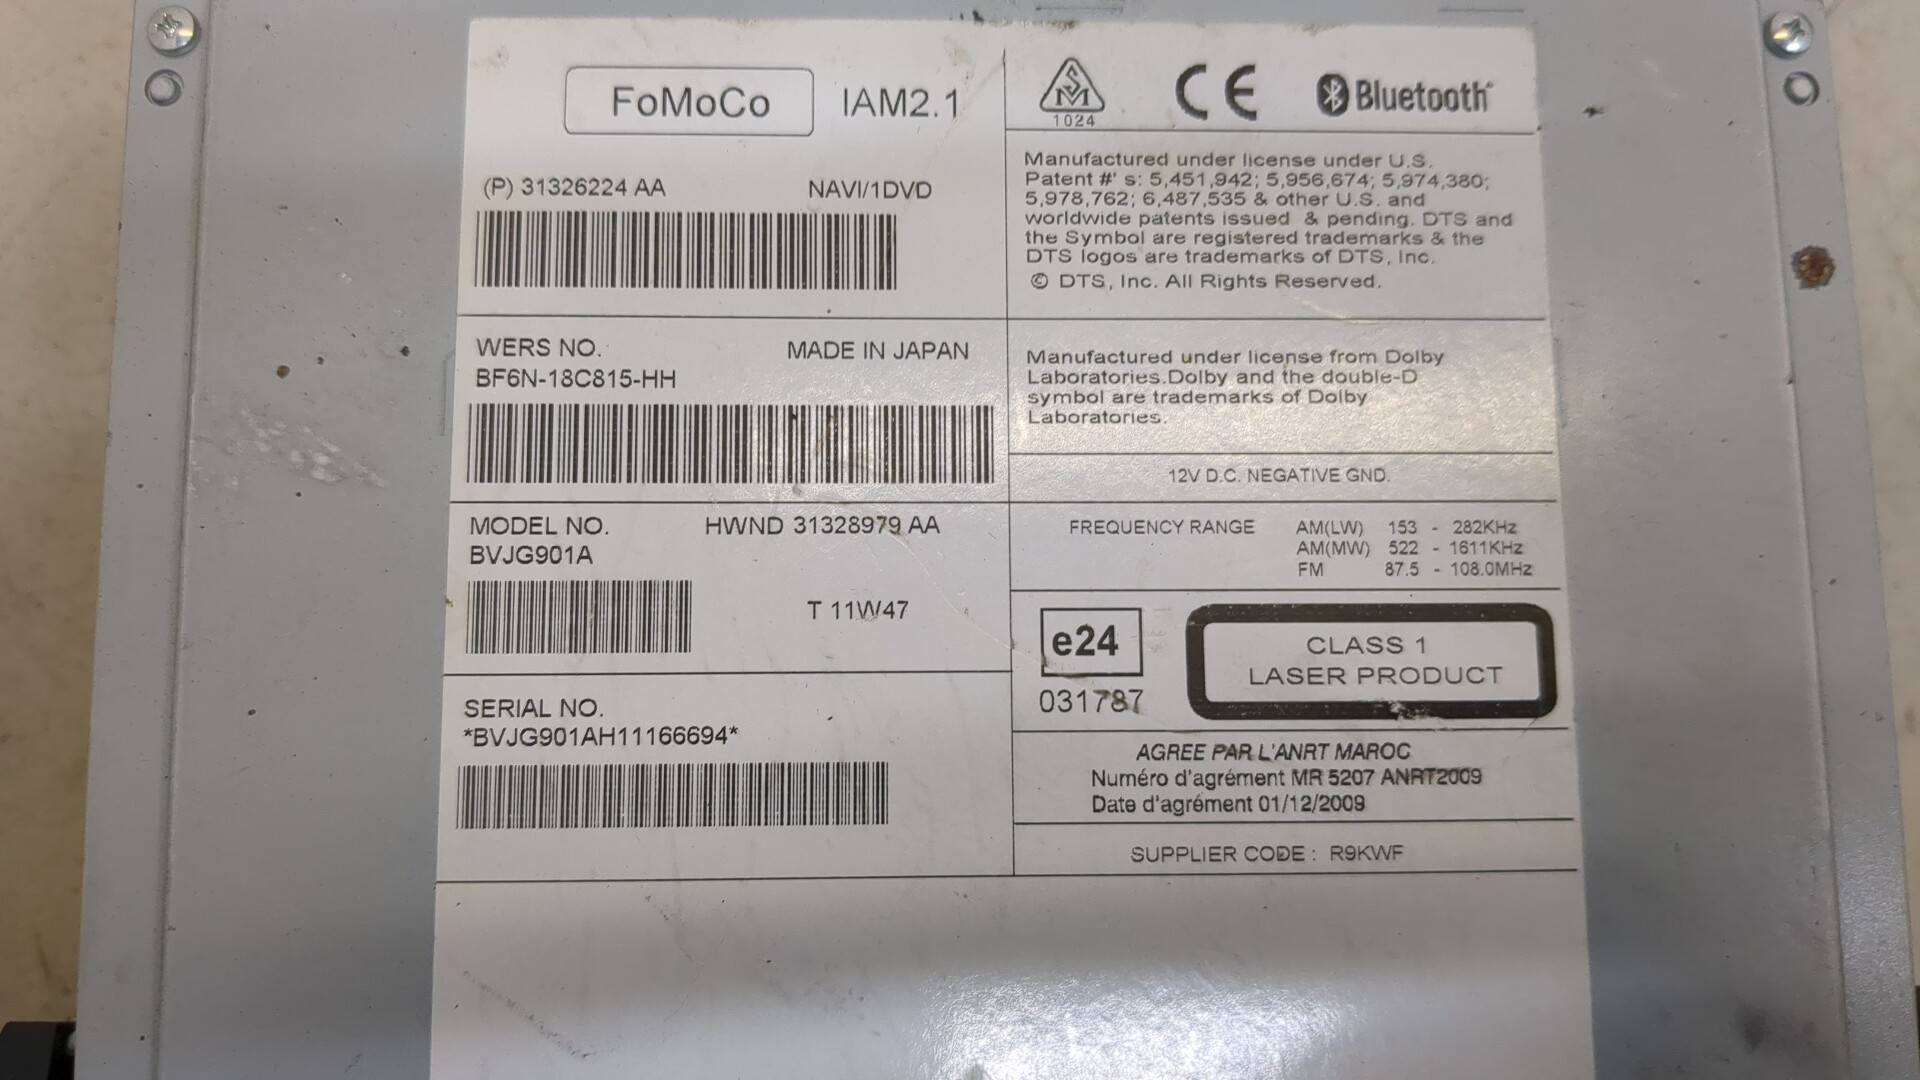 FoMoCo IAM2.1
(P) 31326224 AA NAVI/1DVD
WERS NO. MADE IN JAPAN
BF6N-18C815-HH
MODEL NO. HWND 31328979 AA
BVJG901A
T 11W47
SERIAL NO.
*BVJG901AH11166694*
SM
1024
CE
Bluetooth
Manufactured under license under U.S.
Patent #' s: 5,451,942; 5,956,674; 5,974,380;
5,978,762; 6,487,535 & other U.S. and
worldwide patents issued & pending. DTS and
the Symbol are registered trademarks & the
DTS logos are trademarks of DTS, Inc.
© DTS, Inc. All Rights Reserved.
Manufactured under license from Dolby
Laboratories.Dolby and the double-D
symbol are trademarks of Dolby
Laboratories.
12V D.C. NEGATIVE GND.
FREQUENCY RANGE AM(LW) 153 - 282KHz
AM(MW) 522 - 1611KHz
FM 87.5 - 108.0MHz
e24
031787
CLASS 1
LASER PRODUCT
AGREE PAR L'ANRT MAROC
Numéro d'agrément MR 5207 ANRT2009
Date d'agrément 01/12/2009
SUPPLIER CODE : R9KWF